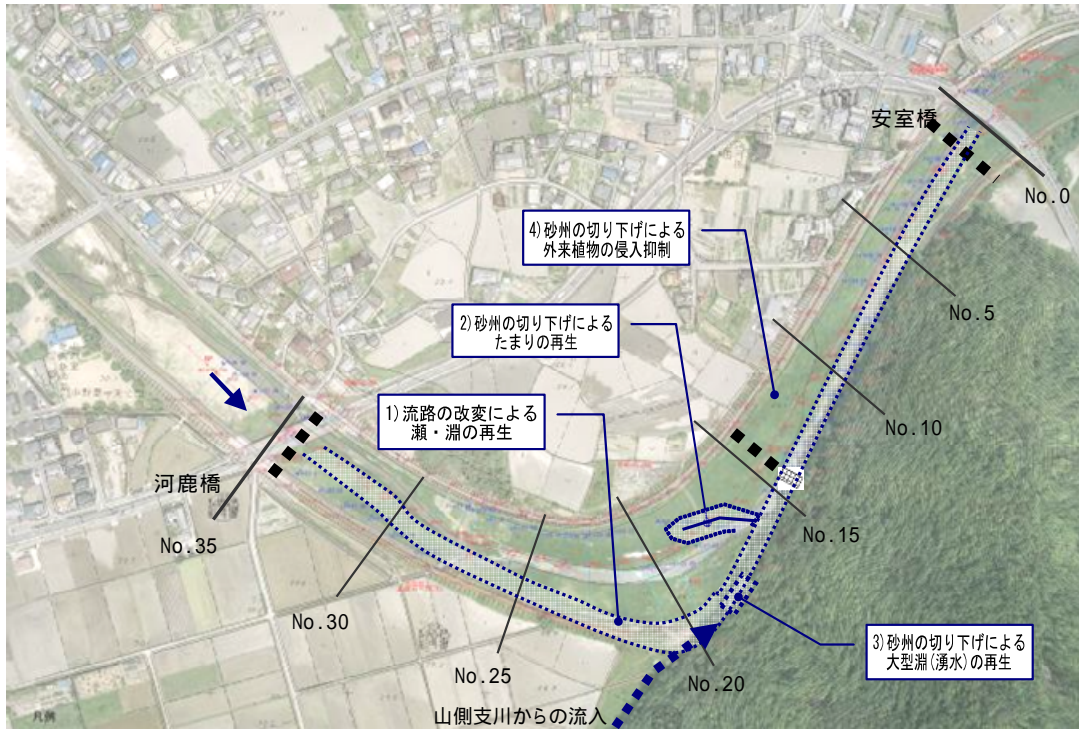 安室橋
No.0
4)砂州の切り下げによる
外来植物の侵入抑制
No.5
2)砂州の切り下げによる
たまりの再生
1)流路の改変による
瀬・淵の再生
No.10
河鹿橋
No.15
No.35
No.30
3)砂州の切り下げによる
大型淵(湧水)の再生
No.25
No.20
山側支川からの流入
凡例